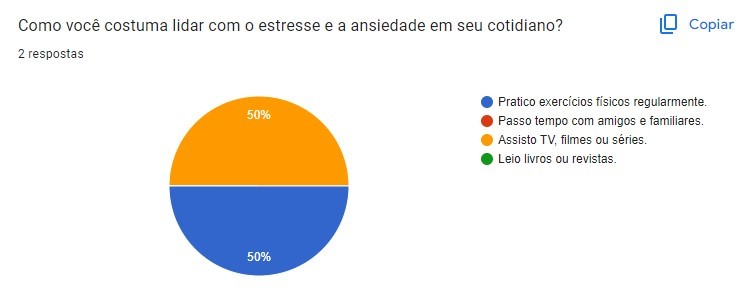 Como você costuma lidar com o estresse e a ansiedade em seu cotidiano?
Copiar
2 respostas
50%
50%
Pratico exercícios físicos regularmente.
Passo tempo com amigos e familiares.
Assisto TV, filmes ou séries.
Leio livros ou revistas.